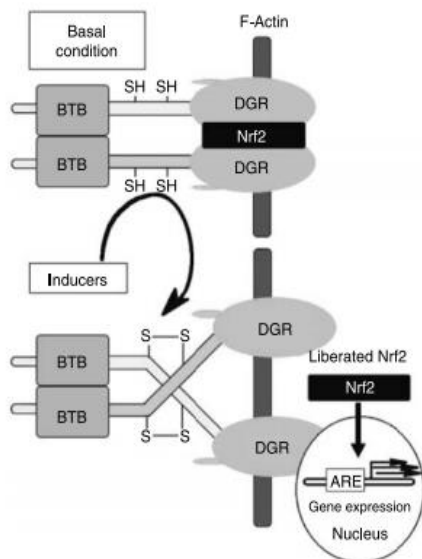 Basal
condition
F-Actin
SH SH
BTB
DGR
Nrf2
BTB
DGR
SH SH
Inducers
S S
DGR
Liberated Nrf2
BTB
Nrf2
BTB
S S
DGR
ARE
Gene expression
Nucleus